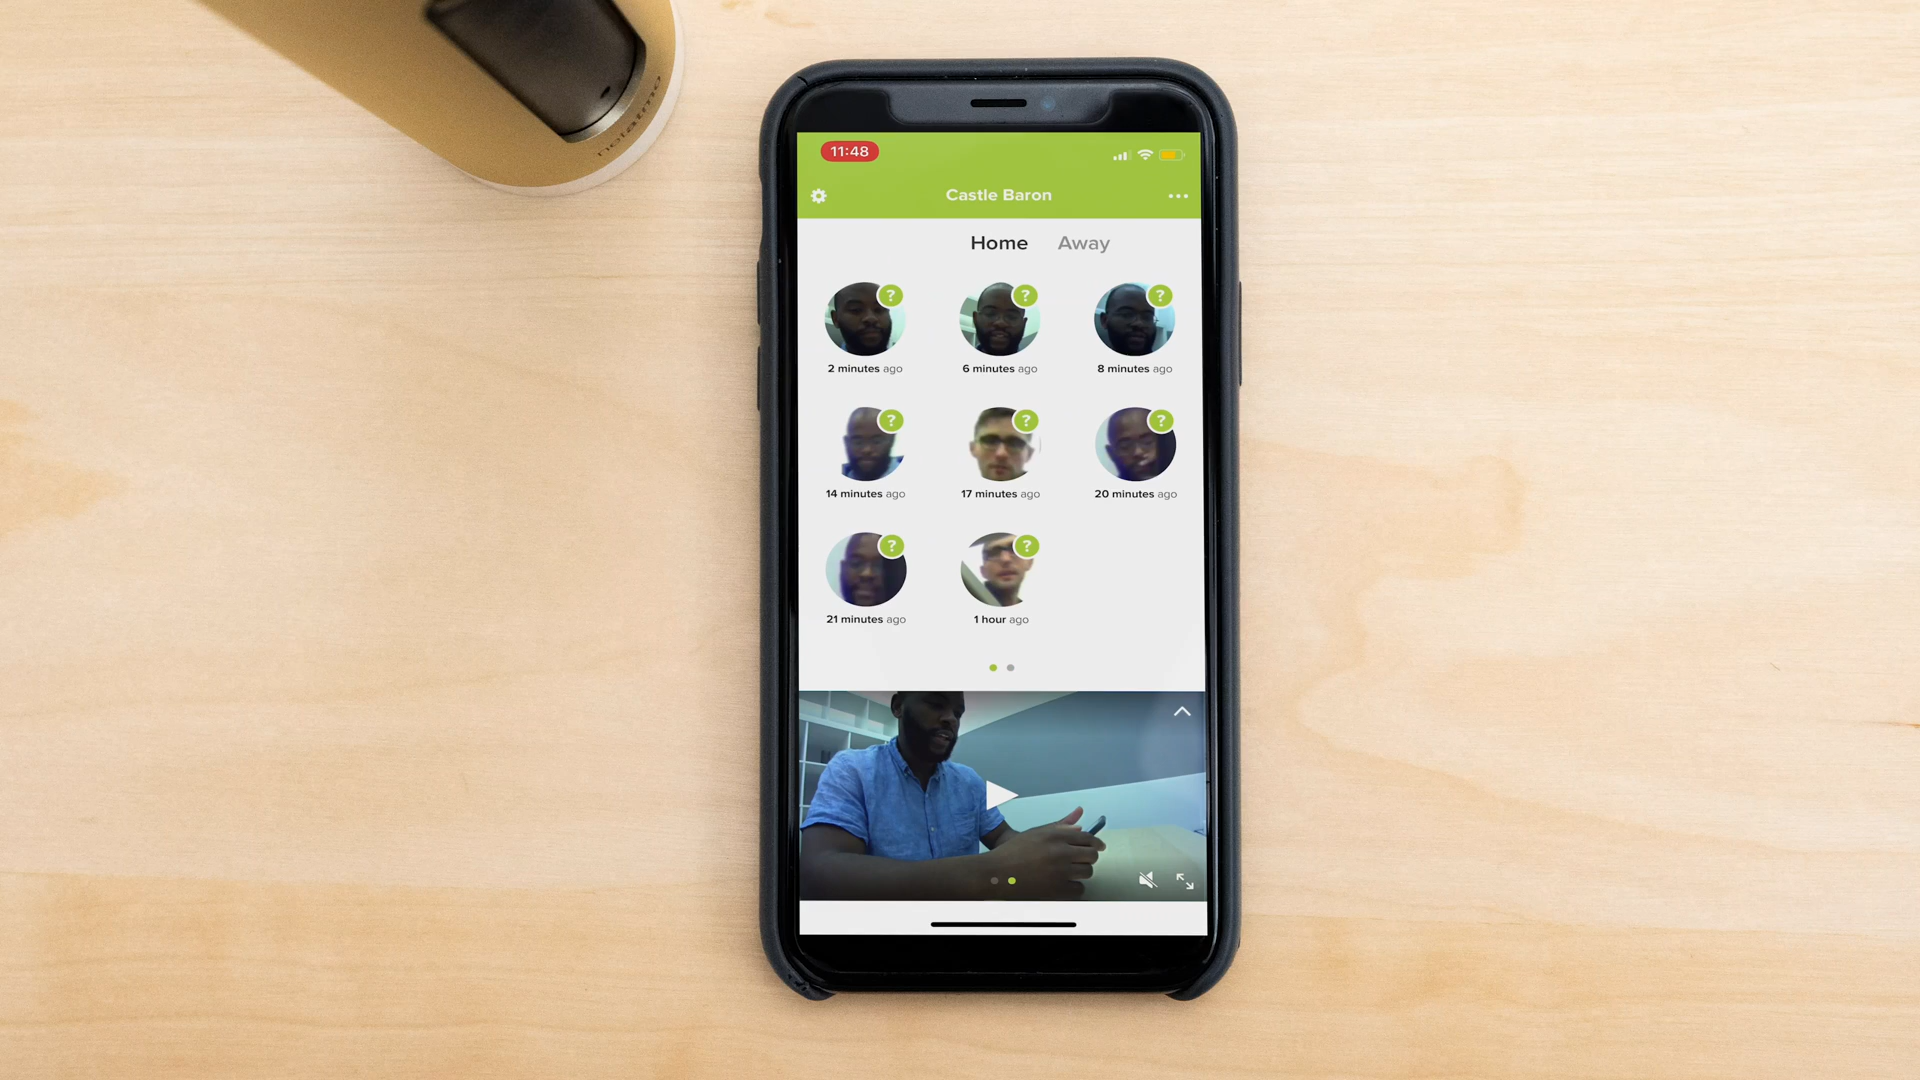 netatmo
11:48
Castle Baron
Home Away
?
?
?
2 minutes ago
6 minutes ago
8 minutes ago
?
?
?
14 minutes ago
17 minutes ago
20 minutes ago
?
?
21 minutes ago
1 hour ago